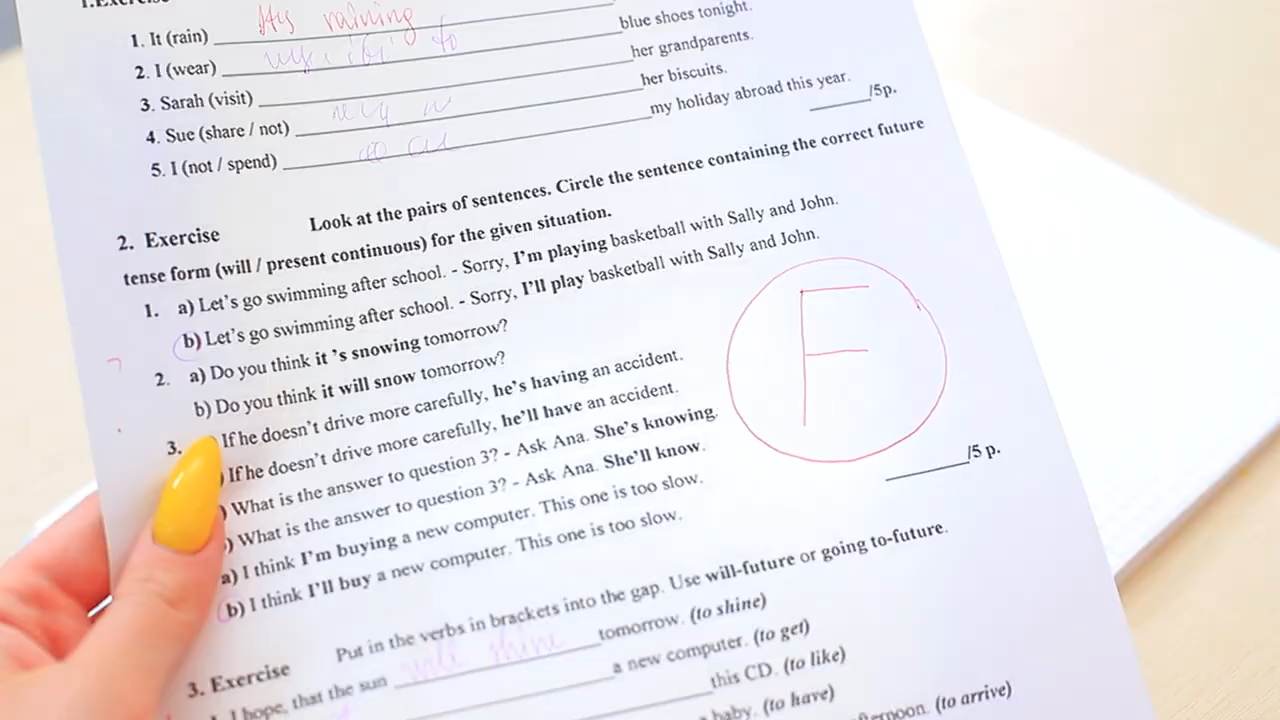 1.Exercise
1. It (rain) raining
2. I (wear) blue shoes tonight.
3. Sarah (visit) her grandparents.
4. Sue (share / not) her biscuits.
5. I (not / spend) my holiday abroad this year.
/5p.
2. Exercise Look at the pairs of sentences. Circle the sentence containing the correct future
tense form (will / present continuous) for the given situation.
1. a) Let's go swimming after school. - Sorry, I'm playing basketball with Sally and John.
b) Let's go swimming after school. - Sorry, I'll play basketball with Sally and John.
2. a) Do you think it 's snowing tomorrow?
b) Do you think it will snow tomorrow?
3. ) If he doesn't drive more carefully, he's having an accident.
) If he doesn't drive more carefully, he'll have an accident.
) What is the answer to question 3? - Ask Ana. She's knowing.
) What is the answer to question 3? - Ask Ana. She'll know.
a) I think I'm buying a new computer. This one is too slow.
b) I think I'll buy a new computer. This one is too slow.
F
/5 p.
3. Exercise Put in the verbs in brackets into the gap. Use will-future or going to-future.
I hope, that the sun will shine tomorrow. (to shine)
a new computer. (to get)
this CD. (to like)
baby. (to have)
afternoon. (to arrive)